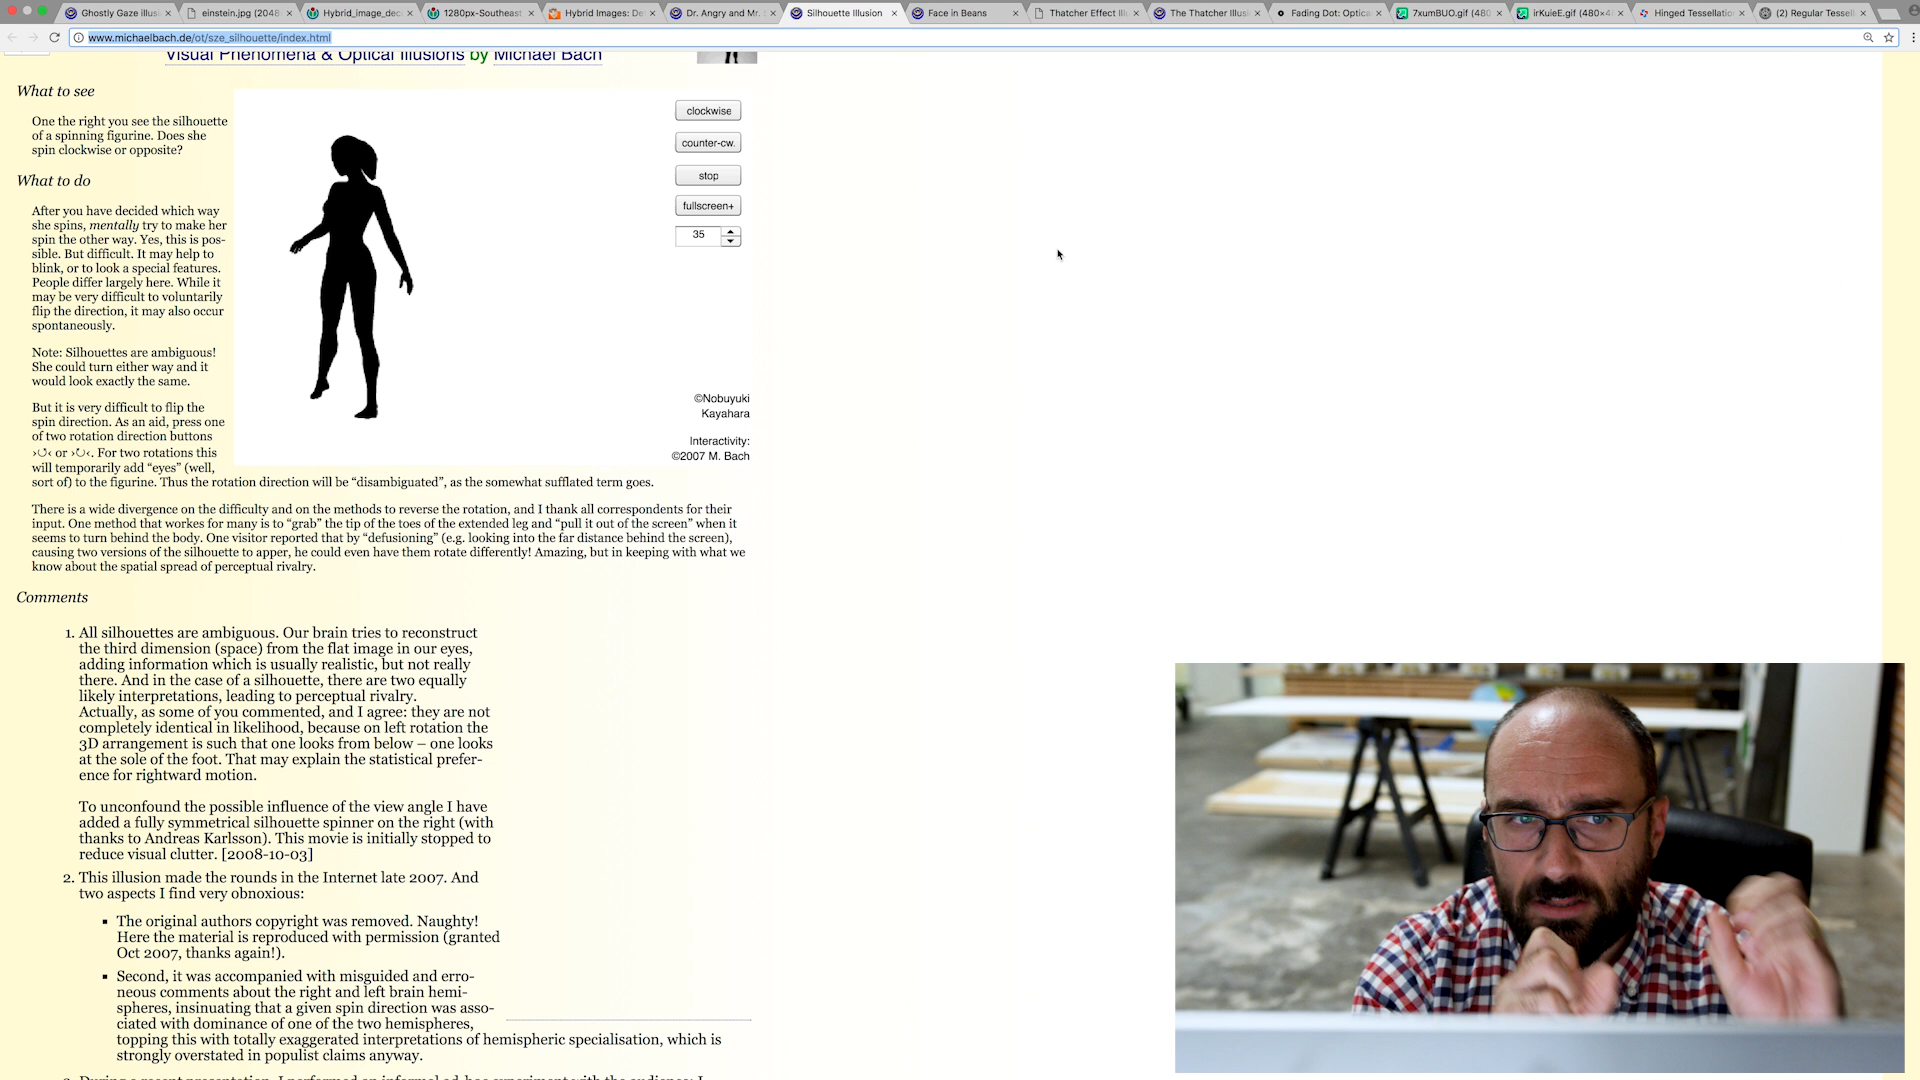 Ghostly Gaze Illus
einstein.jpg (2048
Hybrid_image_dec
1280px-Southeast
Hybrid Images: De
Dr. Angry and Mr. S
Silhouette Illusion
Face in Beans
Thatcher Effect Illu
The Thatcher Illusi
Fading Dot: Optica
7xumBUO.gif (480
irKuieE.gif (480×4
Hinged Tessellatio
(2) Regular Tessell
www.michaelbach.de/ot/sze_silhouette/index.html
Visual Phenomena & Optical Illusions by Michael Bach
What to see
One the right you see the silhouette
of a spinning figurine. Does she
spin clockwise or opposite?
What to do
After you have decided which way
she spins, mentally try to make her
spin the other way. Yes, this is pos-
sible. But difficult. It may help to
blink, or to look a special features.
People differ largely here. While it
may be very difficult to voluntarily
flip the direction, it may also occur
spontaneously.
Note: Silhouettes are ambiguous!
She could turn either way and it
would look exactly the same.
But it is very difficult to flip the
spin direction. As an aid, press one
of two rotation direction buttons
›↺‹ or ›↻‹. For two rotations this
will temporarily add “eyes” (well,
sort of) to the figurine. Thus the rotation direction will be “disambiguated”, as the somewhat sufflated term goes.
clockwise
counter-cw.
stop
fullscreen+
35
©Nobuyuki
Kayahara
Interactivity:
©2007 M. Bach
There is a wide divergence on the difficulty and on the methods to reverse the rotation, and I thank all correspondents for their
input. One method that workes for many is to “grab” the tip of the toes of the extended leg and “pull it out of the screen” when it
seems to turn behind the body. One visitor reported that by “defusioning” (e.g. looking into the far distance behind the screen),
causing two versions of the silhouette to apper, he could even have them rotate differently! Amazing, but in keeping with what we
know about the spatial spread of perceptual rivalry.
Comments
1. All silhouettes are ambiguous. Our brain tries to reconstruct
the third dimension (space) from the flat image in our eyes,
adding information which is usually realistic, but not really
there. And in the case of a silhouette, there are two equally
likely interpretations, leading to perceptual rivalry.
Actually, as some of you commented, and I agree: they are not
completely identical in likelihood, because on left rotation the
3D arrangement is such that one looks from below – one looks
at the sole of the foot. That may explain the statistical prefer-
ence for rightward motion.
To unconfound the possible influence of the view angle I have
added a fully symmetrical silhouette spinner on the right (with
thanks to Andreas Karlsson). This movie is initially stopped to
reduce visual clutter. [2008-10-03]
2. This illusion made the rounds in the Internet late 2007. And
two aspects I find very obnoxious:
▪ The original authors copyright was removed. Naughty!
Here the material is reproduced with permission (granted
Oct 2007, thanks again!).
▪ Second, it was accompanied with misguided and erro-
neous comments about the right and left brain hemi-
spheres, insinuating that a given spin direction was asso-
ciated with dominance of one of the two hemispheres,
topping this with totally exaggerated interpretations of hemispheric specialisation, which is
strongly overstated in populist claims anyway.
3. During a recent presentation, I performed an informal ad-hoc experiment with the audience: I